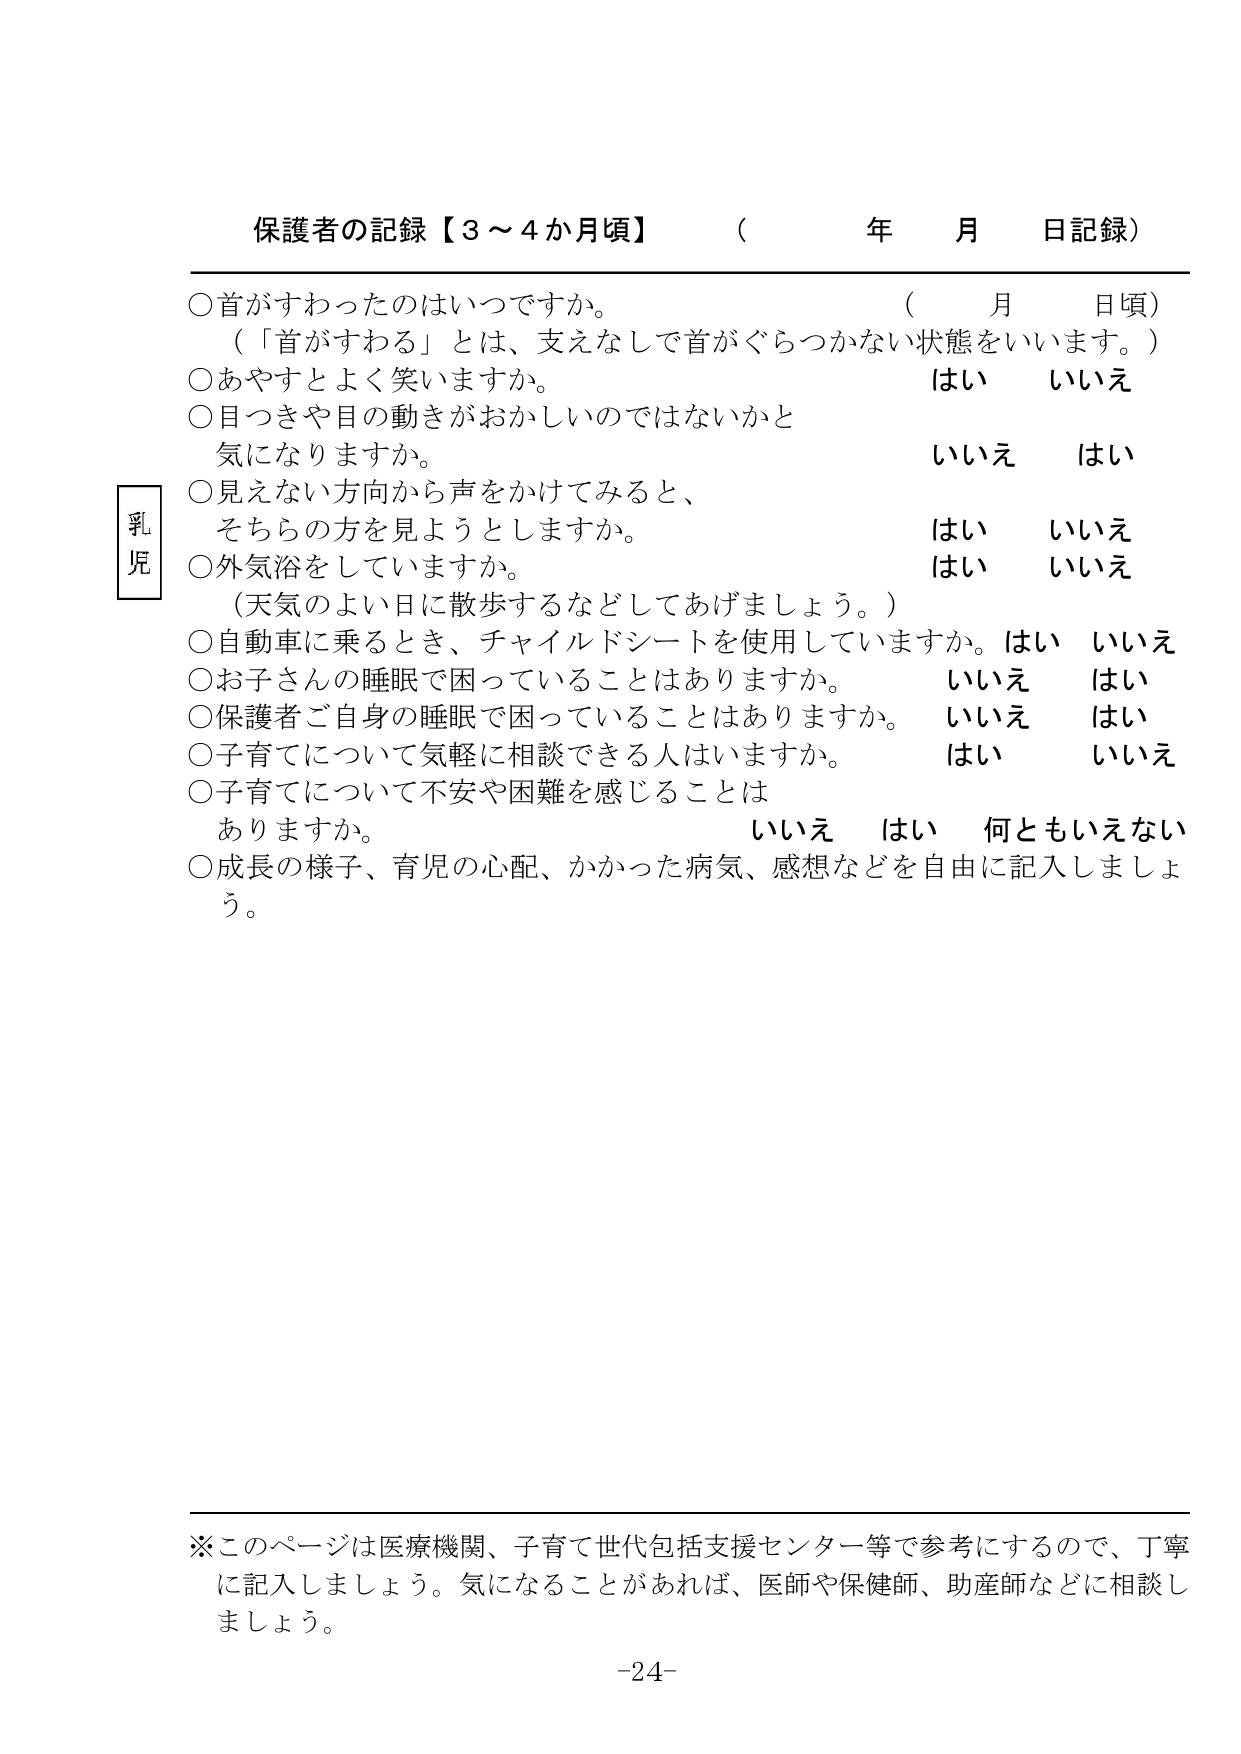 保護者の記録【３～４か月頃】　　（　　　　年　　月　　日記録）
○首がすわったのはいつですか。　　　　　　　　　　（　　月　　日頃）
（「首がすわる」とは、支えなしで首がぐらつかない状態をいいます。）
○あやすとよく笑いますか。　　　　　　　　　　　　　はい　　いいえ
○目つきや目の動きがおかしいのではないかと
気になりますか。　　　　　　　　　　　　　　　　　いいえ　　はい
○見えない方向から声をかけてみると、
そちらの方を見ようとしますか。　　　　　　　　　　はい　　いいえ
○外気浴をしていますか。　　　　　　　　　　　　　　はい　　いいえ
（天気のよい日に散歩するなどしてあげましょう。）
○自動車に乗るとき、チャイルドシートを使用していますか。はい　いいえ
○お子さんの睡眠で困っていることはありますか。　　　いいえ　　はい
○保護者ご自身の睡眠で困っていることはありますか。　いいえ　　はい
○子育てについて気軽に相談できる人はいますか。　　　はい　　　いいえ
○子育てについて不安や困難を感じることは
ありますか。　　　　　　　　　　　　　いいえ　はい　何ともいえない
○成長の様子、育児の心配、かかった病気、感想などを自由に記入しましょ
う。
乳
児
※このページは医療機関、子育て世代包括支援センター等で参考にするので、丁寧
に記入しましょう。気になることがあれば、医師や保健師、助産師などに相談し
ましょう。
-24-